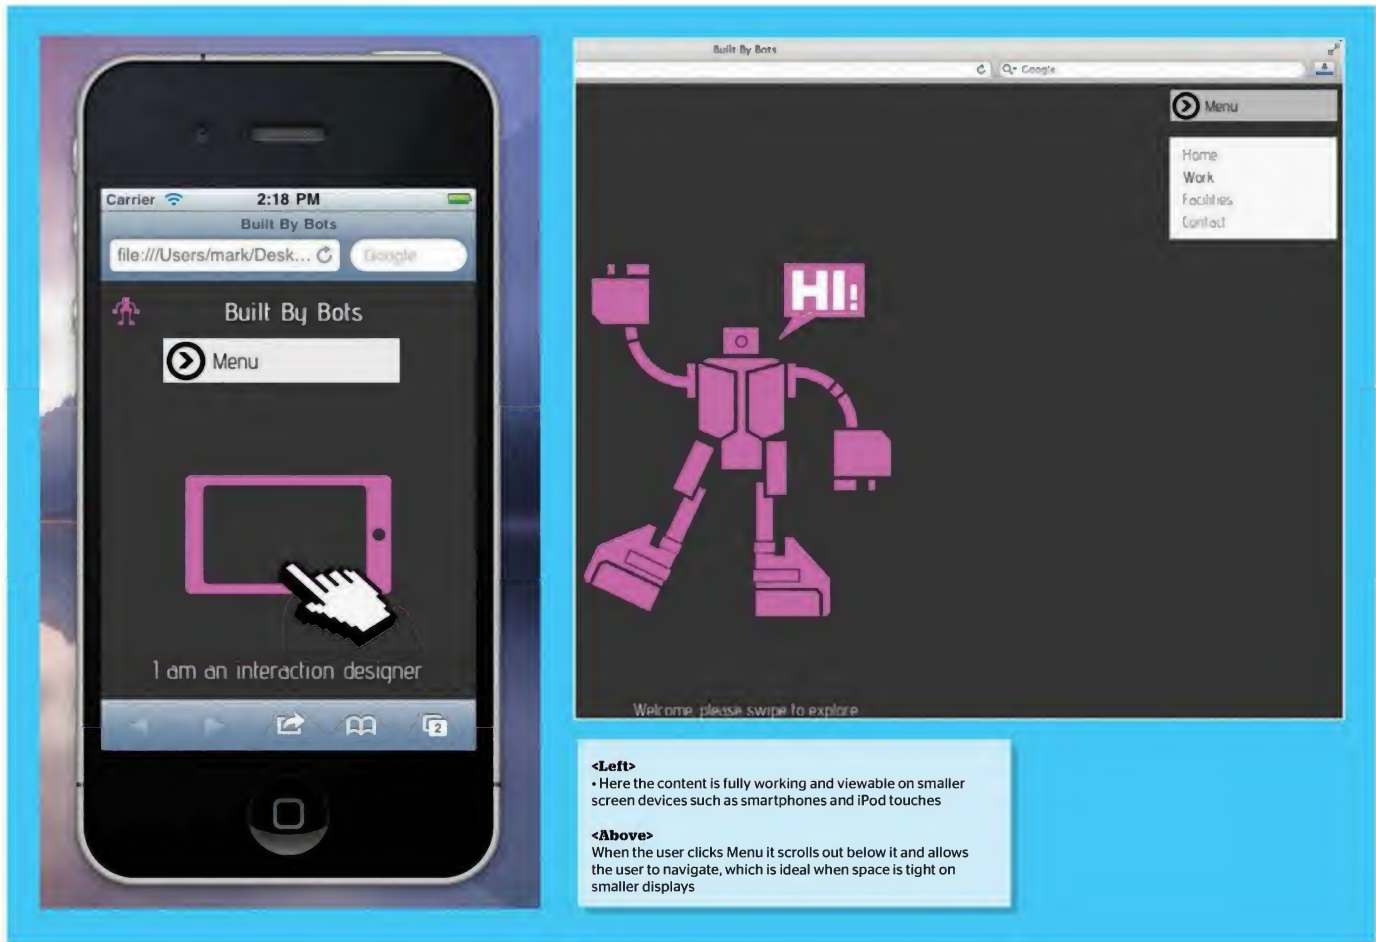 Carrier
2:18 PM
Built By Bots
file:///Users/mark/Desk...
Google
Built By Bots
Menu
I am an interaction designer
2
Built By Bots
Google
Menu
Home
Work
Facilities
Contact
HI!
Welcome, please swipe to explore
<Left>
• Here the content is fully working and viewable on smaller
screen devices such as smartphones and iPod touches
<Above>
When the user clicks Menu it scrolls out below it and allows
the user to navigate, which is ideal when space is tight on
smaller displays